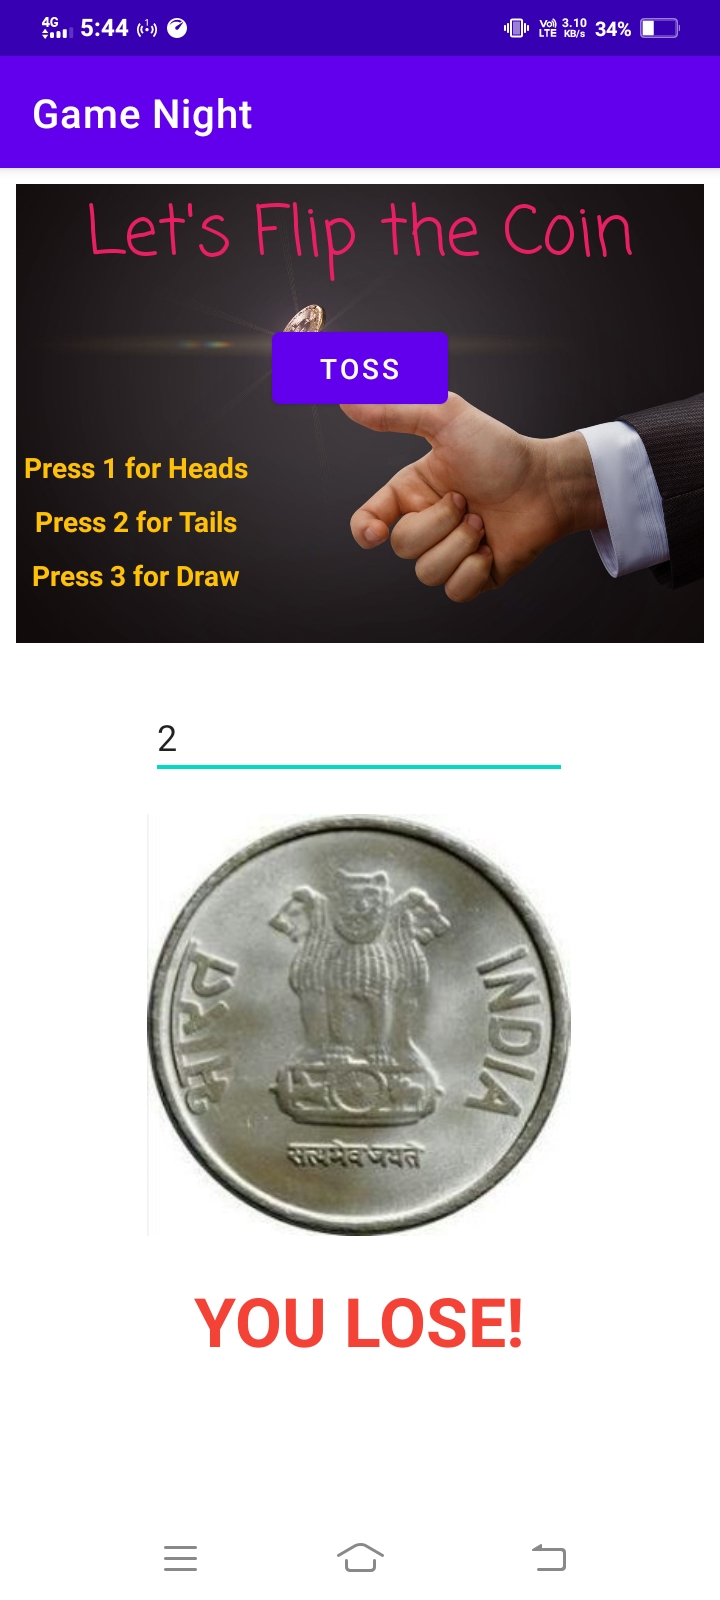 4G 5:44 Vo) LTE 3.10 KB/s 34%
Game Night
Let's Flip the Coin
TOSS
Press 1 for Heads
Press 2 for Tails
Press 3 for Draw
2
भारत INDIA
सत्यमेव जयते
YOU LOSE!